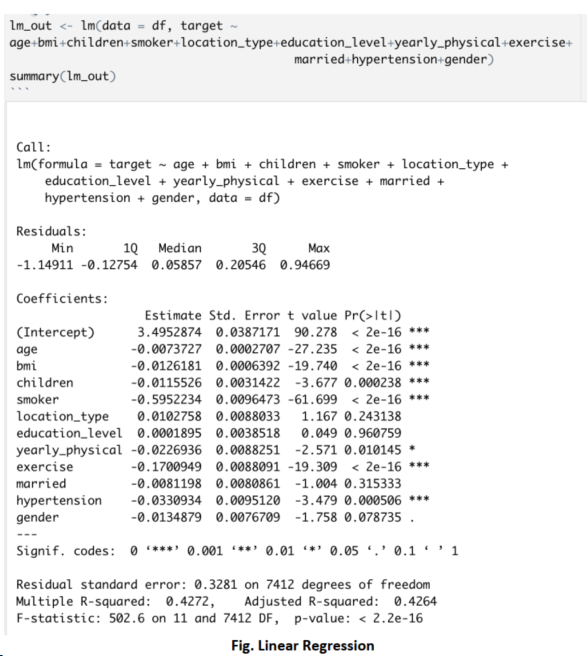 lm_out <- lm(data = df, target ~
age+bmi+children+smoker+location_type+education_level+yearly_physical+exercise+
married+hypertension+gender)
summary(lm_out)
```
Call:
lm(formula = target ~ age + bmi + children + smoker + location_type +
education_level + yearly_physical + exercise + married +
hypertension + gender, data = df)
Residuals:
Min 1Q Median 3Q Max
-1.14911 -0.12754 0.05857 0.20546 0.94669
Coefficients:
Estimate Std. Error t value Pr(>|t|)
(Intercept) 3.4952874 0.0387171 90.278 < 2e-16 ***
age -0.0073727 0.0002707 -27.235 < 2e-16 ***
bmi -0.0126181 0.0006392 -19.740 < 2e-16 ***
children -0.0115526 0.0031422 -3.677 0.000238 ***
smoker -0.5952234 0.0096473 -61.699 < 2e-16 ***
location_type 0.0102758 0.0088033 1.167 0.243138
education_level 0.0001895 0.0038518 0.049 0.960759
yearly_physical -0.0226936 0.0088251 -2.571 0.010145 *
exercise -0.1700949 0.0088091 -19.309 < 2e-16 ***
married -0.0081198 0.0080861 -1.004 0.315333
hypertension -0.0330934 0.0095120 -3.479 0.000506 ***
gender -0.0134879 0.0076709 -1.758 0.078735 .
---
Signif. codes: 0 ‘***’ 0.001 ‘**’ 0.01 ‘*’ 0.05 ‘.’ 0.1 ‘ ’ 1
Residual standard error: 0.3281 on 7412 degrees of freedom
Multiple R-squared: 0.4272, Adjusted R-squared: 0.4264
F-statistic: 502.6 on 11 and 7412 DF, p-value: < 2.2e-16
Fig. Linear Regression